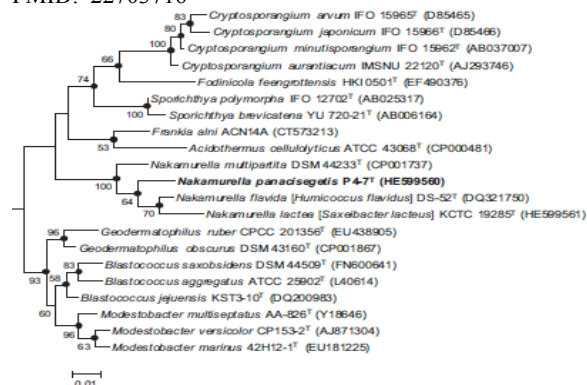 PMID: 22703716
83
Cryptosporangium arvum IFO 15965ᵀ (D85465)
80
Cryptosporangium japonicum IFO 15966ᵀ (D85466)
100
Cryptosporangium minutisporangium IFO 15962ᵀ (AB037007)
66
Cryptosporangium aurantiacum IMSNU 22120ᵀ (AJ293746)
74
Fodinicola feengrottensis HKI 0501ᵀ (EF490376)
Sporichthya polymorpha IFO 12702ᵀ (AB025317)
100
Sporichthya brevicatena YU 720-21ᵀ (AB006164)
Frankia alni ACN14A (CT573213)
53
Acidothermus cellulolyticus ATCC 43068ᵀ (CP000481)
Nakamurella multipartita DSM 44233ᵀ (CP001737)
100
Nakamurella panacisegetis P4-7ᵀ (HE599560)
64
Nakamurella flavida [Humicoccus flavidus] DS-52ᵀ (DQ321750)
70
Nakamurella lactea [Saxeibacter lacteus] KCTC 19285ᵀ (HE599561)
96
Geodermatophilus ruber CPCC 201356ᵀ (EU438905)
Geodermatophilus obscurus DSM 43160ᵀ (CP001867)
93
83
Blastococcus saxobsidens DSM 44509ᵀ (FN600641)
58
Blastococcus aggregatus ATCC 25902ᵀ (L40614)
Blastococcus jejuensis KST3-10ᵀ (DQ200983)
60
Modestobacter multiseptatus AA-826ᵀ (Y18646)
96
Modestobacter versicolor CP153-2ᵀ (AJ871304)
63
Modestobacter marinus 42H12-1ᵀ (EU181225)
0.01